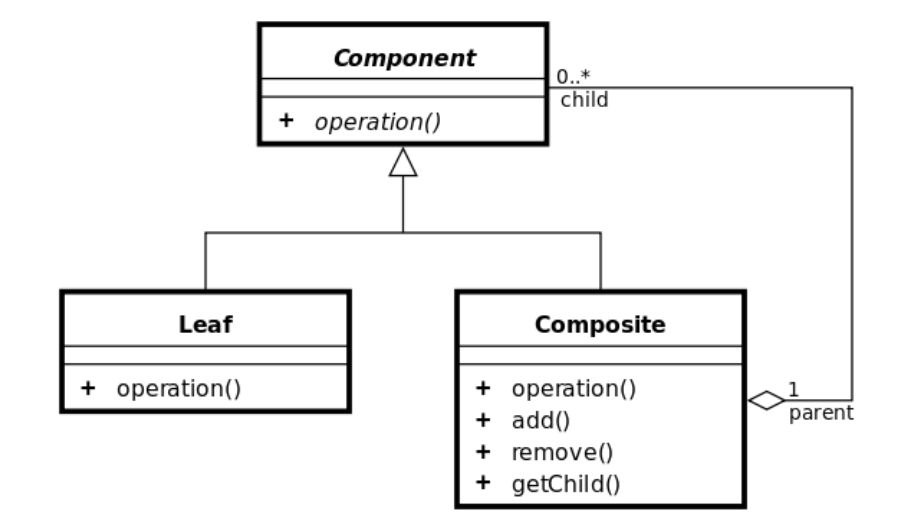 Component
+ operation()
0..*
child
Leaf
+ operation()
Composite
+ operation()
+ add()
+ remove()
+ getChild()
1
parent